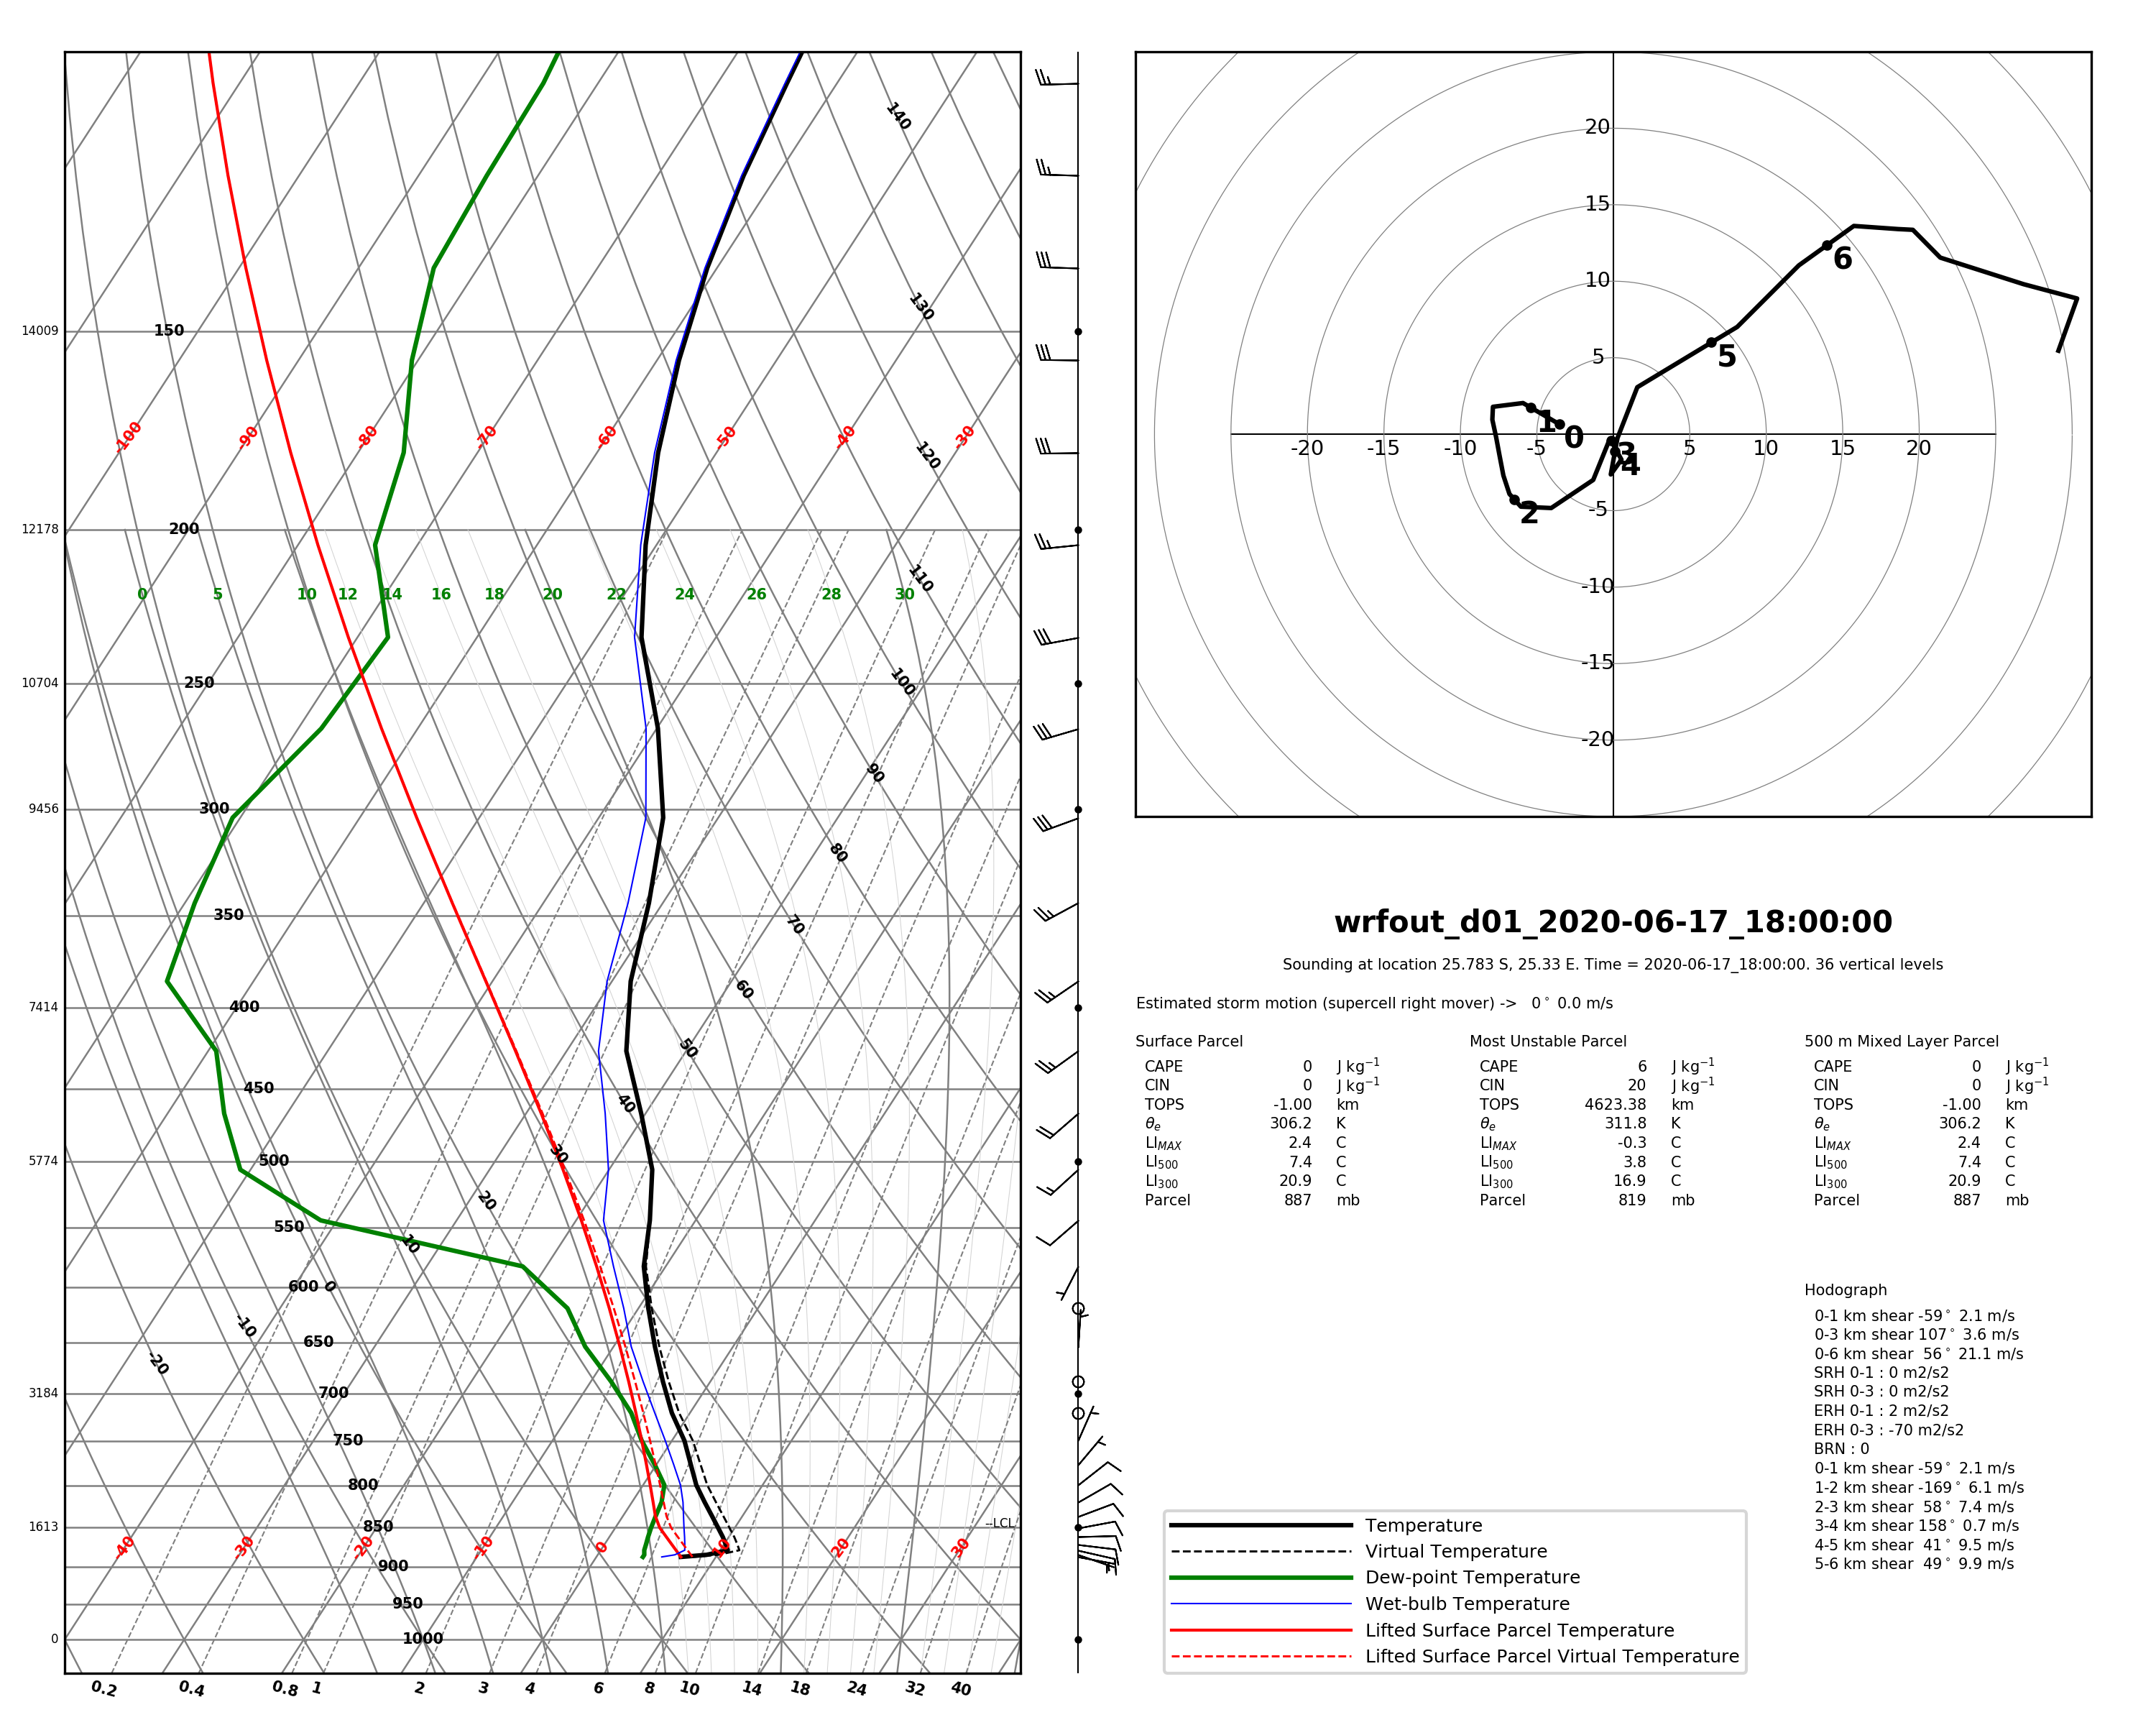 140
130
120
110
100
90
80
70
60
50
40
30
20
10
0
-10
-20
14009 150
-100 -90 -80 -70 -60 -50 -40 -30
12178 200
0 5 10 12 14 16 18 20 22 24 26 28 30
10704 250
9456 300
350
7414 400
450
5774 500
550
600
650
3184 700
750
800
1613 850
--LCL
-40 -30 -20 -10 0 10 20 30
900
950
0 1000
0.2 0.4 0.8 1 2 3 4 6 8 10 14 18 24 32 40
20
15
10
5
-20 -15 -10 -5 5 10 15 20
-5
-10
-15
-20
0
1
2
3
4
5
6
wrfout_d01_2020-06-17_18:00:00
Sounding at location 25.783 S, 25.33 E. Time = 2020-06-17_18:00:00. 36 vertical levels
Estimated storm motion (supercell right mover) -> 0° 0.0 m/s
Surface Parcel
CAPE 0 J kg⁻¹
CIN 0 J kg⁻¹
TOPS -1.00 km
θe 306.2 K
LIMAX 2.4 C
LI500 7.4 C
LI300 20.9 C
Parcel 887 mb
Most Unstable Parcel
CAPE 6 J kg⁻¹
CIN 20 J kg⁻¹
TOPS 4623.38 km
θe 311.8 K
LIMAX -0.3 C
LI500 3.8 C
LI300 16.9 C
Parcel 819 mb
500 m Mixed Layer Parcel
CAPE 0 J kg⁻¹
CIN 0 J kg⁻¹
TOPS -1.00 km
θe 306.2 K
LIMAX 2.4 C
LI500 7.4 C
LI300 20.9 C
Parcel 887 mb
Hodograph
0-1 km shear -59° 2.1 m/s
0-3 km shear 107° 3.6 m/s
0-6 km shear 56° 21.1 m/s
SRH 0-1 : 0 m2/s2
SRH 0-3 : 0 m2/s2
ERH 0-1 : 2 m2/s2
ERH 0-3 : -70 m2/s2
BRN : 0
0-1 km shear -59° 2.1 m/s
1-2 km shear -169° 6.1 m/s
2-3 km shear 58° 7.4 m/s
3-4 km shear 158° 0.7 m/s
4-5 km shear 41° 9.5 m/s
5-6 km shear 49° 9.9 m/s
Temperature
Virtual Temperature
Dew-point Temperature
Wet-bulb Temperature
Lifted Surface Parcel Temperature
Lifted Surface Parcel Virtual Temperature